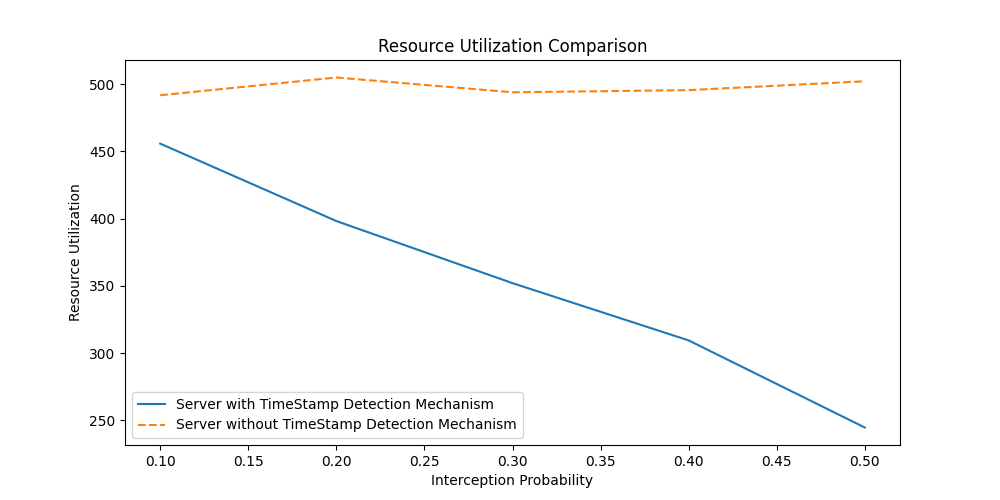 Resource Utilization Comparison
Resource Utilization
500
450
400
350
300
250
Server with TimeStamp Detection Mechanism
Server without TimeStamp Detection Mechanism
0.10 0.15 0.20 0.25 0.30 0.35 0.40 0.45 0.50
Interception Probability